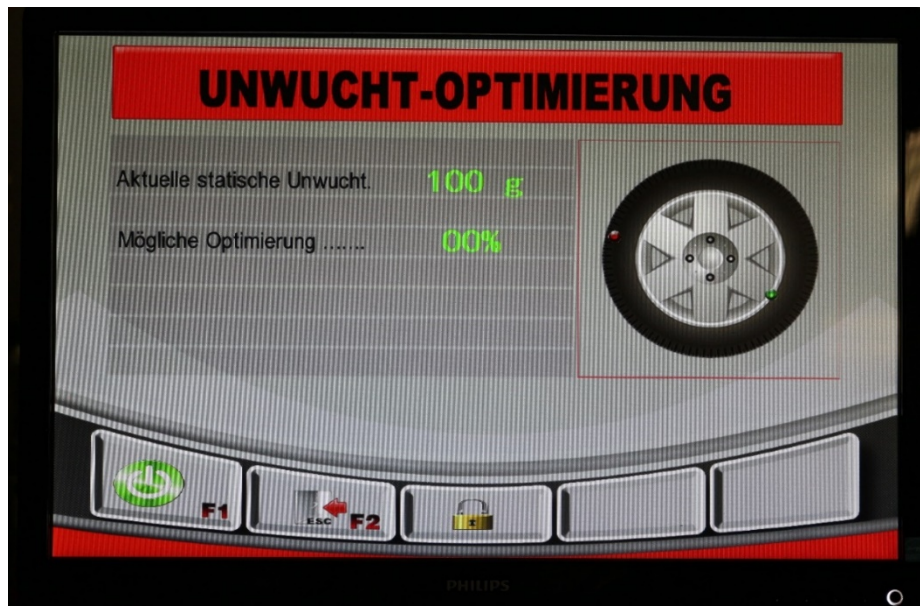 UNWUCHT-OPTIMIERUNG
Aktuelle statische Unwucht. 100 g
Mögliche Optimierung ....... 00%
F1
ESC F2
PHILIPS